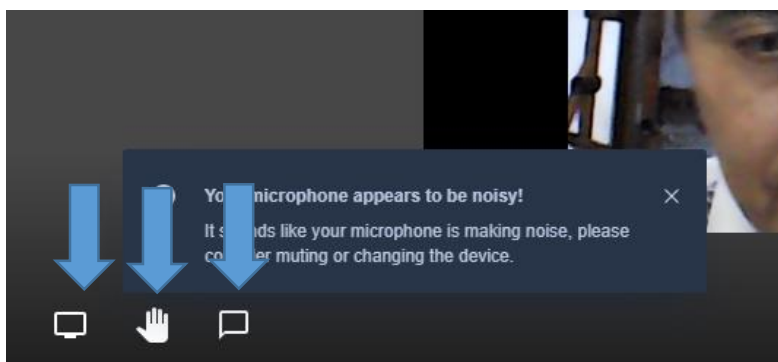 microphone appears to be noisy!
It like your microphone is making noise, please
muting or changing the device.